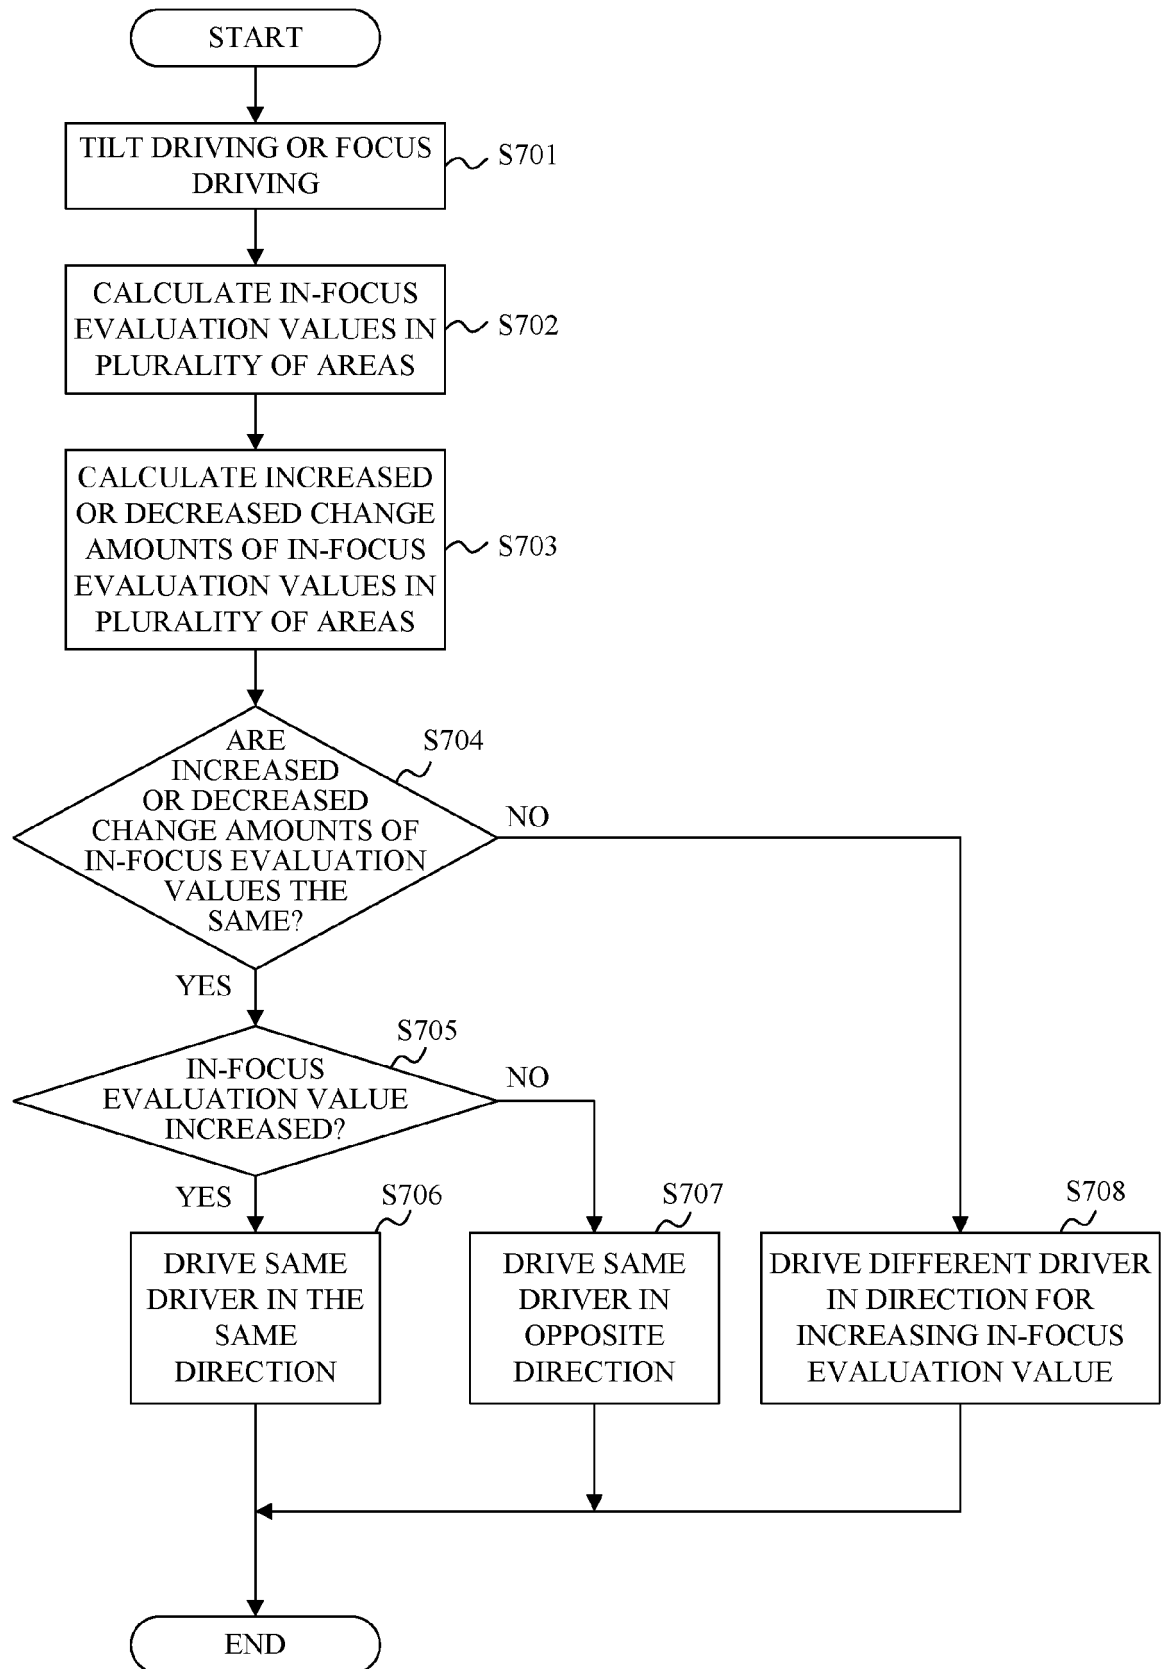 START
TILT DRIVING OR FOCUS
DRIVING
S701
CALCULATE IN-FOCUS
EVALUATION VALUES IN
PLURALITY OF AREAS
S702
CALCULATE INCREASED
OR DECREASED CHANGE
AMOUNTS OF IN-FOCUS
EVALUATION VALUES IN
PLURALITY OF AREAS
S703
ARE
INCREASED
OR DECREASED
CHANGE AMOUNTS OF
IN-FOCUS EVALUATION
VALUES THE
SAME?
S704
NO
YES
IN-FOCUS
EVALUATION VALUE
INCREASED?
S705
NO
YES
S706
DRIVE SAME
DRIVER IN THE
SAME
DIRECTION
S707
DRIVE SAME
DRIVER IN
OPPOSITE
DIRECTION
S708
DRIVE DIFFERENT DRIVER
IN DIRECTION FOR
INCREASING IN-FOCUS
EVALUATION VALUE
END